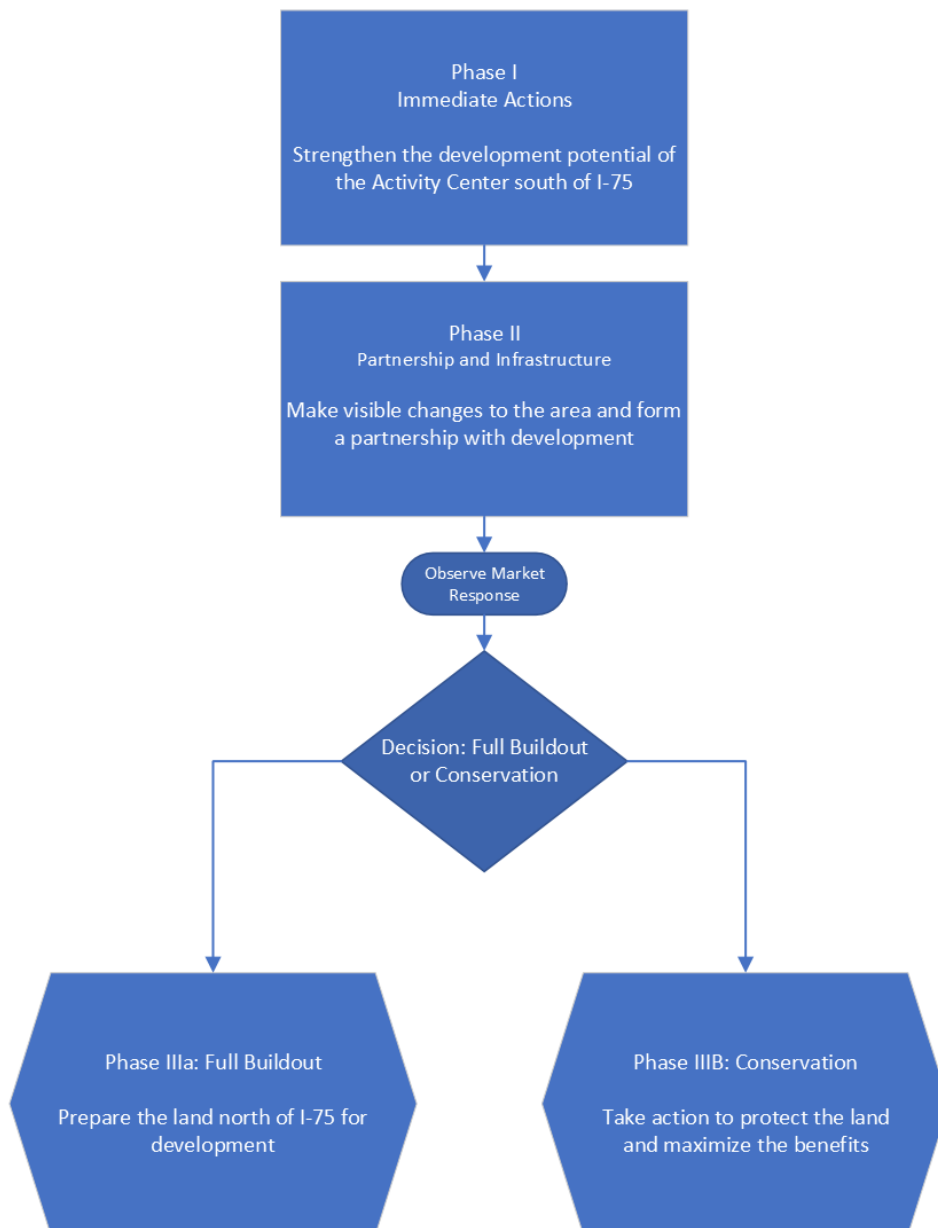 Phase I
Immediate Actions
Strengthen the development potential of
the Activity Center south of I-75
Phase II
Partnership and Infrastructure
Make visible changes to the area and form
a partnership with development
Observe Market
Response
Decision: Full Buildout
or Conservation
Phase IIIa: Full Buildout
Prepare the land north of I-75 for
development
Phase IIIB: Conservation
Take action to protect the land
and maximize the benefits